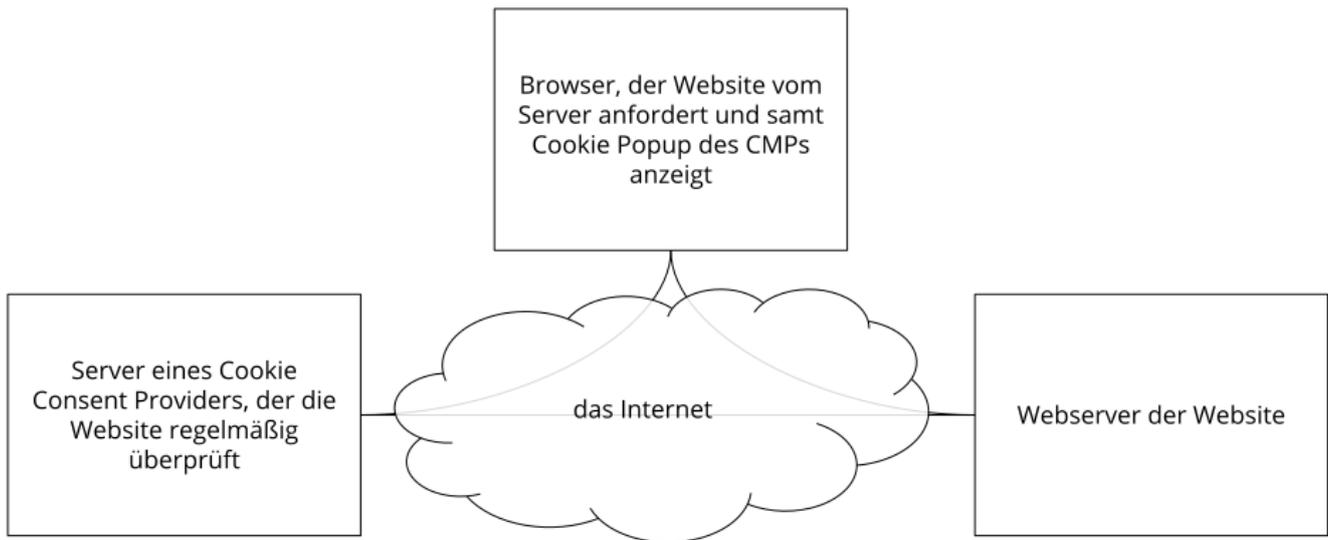 Browser, der Website vom
Server anfordert und samt
Cookie Popup des CMPs
anzeigt
Server eines Cookie
Consent Providers, der die
Website regelmäßig
überprüft
das Internet
Webserver der Website